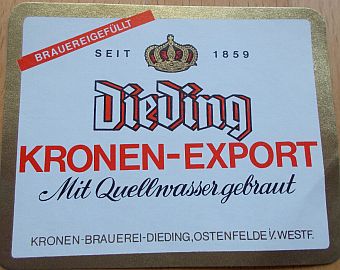 BRAUEREIGEFÜLLT
SEIT 1859
Dieding
KRONEN-EXPORT
Mit Quellwasser gebraut
KRONEN-BRAUEREI-DIEDING, OSTENFELDE i/. WESTF.